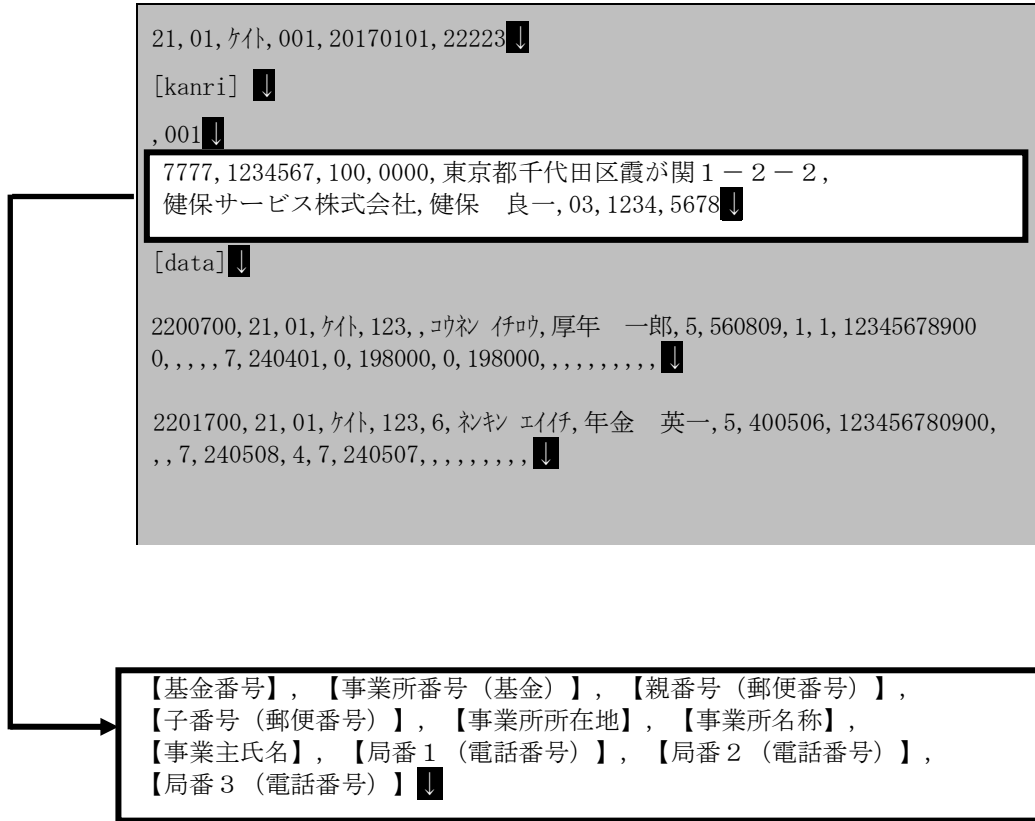 21,01,ｹｲﾄ,001,20170101,22223↓
[kanri] ↓
,001↓
7777,1234567,100,0000,東京都千代田区霞が関１－２－２,
健保サービス株式会社,健保　良一,03,1234,5678↓
[data]↓
2200700,21,01,ｹｲﾄ,123,,ｺｳﾈﾝ ｲﾁﾛｳ,厚年　一郎,5,560809,1,1,12345678900
0,,,,,7,240401,0,198000,0,198000,,,,,,,,,,↓
2201700,21,01,ｹｲﾄ,123,6,ﾈﾝｷﾝ ｴｲｲﾁ,年金　英一,5,400506,123456780900,
,,7,240508,4,7,240507,,,,,,,,,↓
【基金番号】,【事業所番号（基金）】,【親番号（郵便番号）】,
【子番号（郵便番号）】,【事業所所在地】,【事業所名称】,
【事業主氏名】,【局番１（電話番号）】,【局番２（電話番号）】,
【局番３（電話番号）】↓